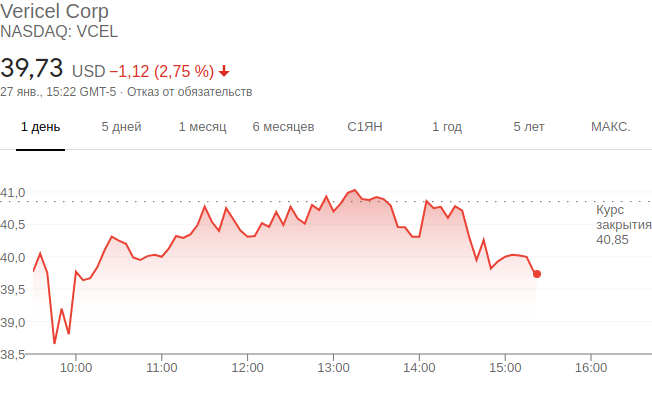 Vericel Corp
NASDAQ: VCEL
39,73 USD −1,12 (2,75 %)
27 янв., 15:22 GMT-5 · Отказ от обязательств
1 день 5 дней 1 месяц 6 месяцев С1ЯН 1 год 5 лет МАКС.
41,0
40,5
40,0
39,5
39,0
38,5
Курс
закрытия
40,85
10:00 11:00 12:00 13:00 14:00 15:00 16:00